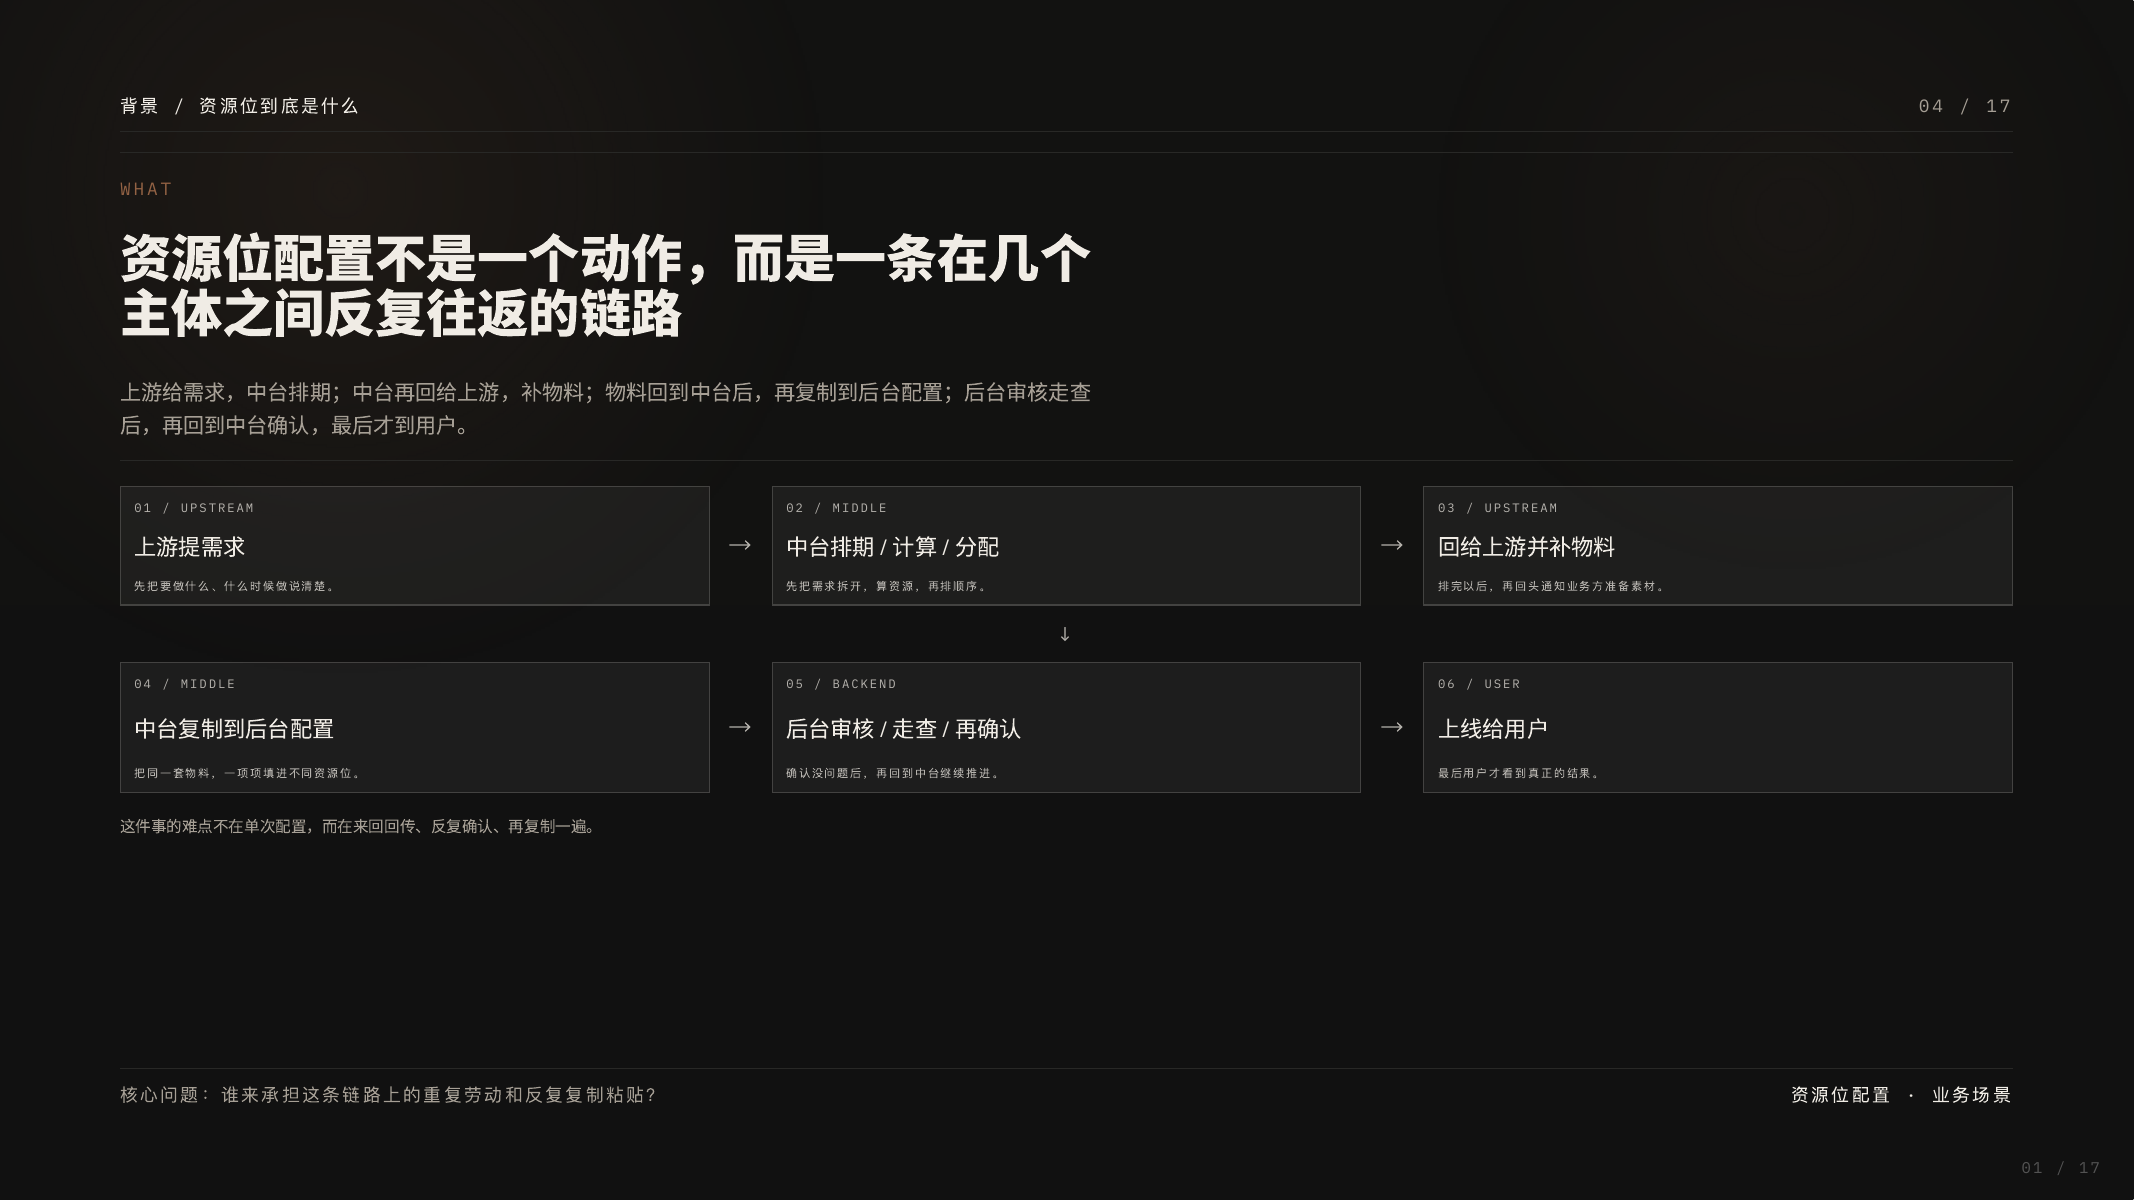 背景 / 资源位到底是什么
04 / 17
WHAT
资源位配置不是一个动作，而是一条在几个
主体之间反复往返的链路
上游给需求，中台排期；中台再回给上游，补物料；物料回到中台后，再复制到后台配置；后台审核走查
后，再回到中台确认，最后才到用户。
01 / UPSTREAM
上游提需求
先把要做什么、什么时候做说清楚。
→
02 / MIDDLE
中台排期 / 计算 / 分配
先把需求拆开，算资源，再排顺序。
→
03 / UPSTREAM
回给上游并补物料
排完以后，再回头通知业务方准备素材。
↓
04 / MIDDLE
中台复制到后台配置
把同一套物料，一项项填进不同资源位。
→
05 / BACKEND
后台审核 / 走查 / 再确认
确认没问题后，再回到中台继续推进。
→
06 / USER
上线给用户
最后用户才看到真正的结果。
这件事的难点不在单次配置，而在来回回传、反复确认、再复制一遍。
核心问题：谁来承担这条链路上的重复劳动和反复复制粘贴？
资源位配置 · 业务场景
01 / 17